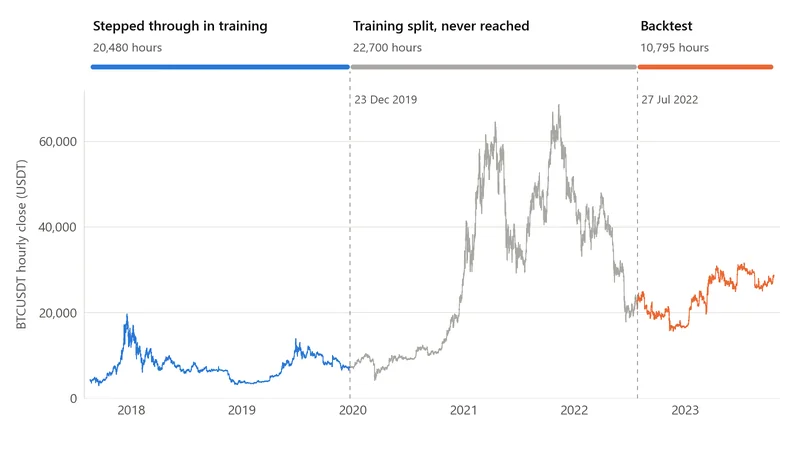 Stepped through in training
20,480 hours
Training split, never reached
22,700 hours
Backtest
10,795 hours
23 Dec 2019
27 Jul 2022
BTCUSDT hourly close (USDT)
60,000
40,000
20,000
0
2018
2019
2020
2021
2022
2023